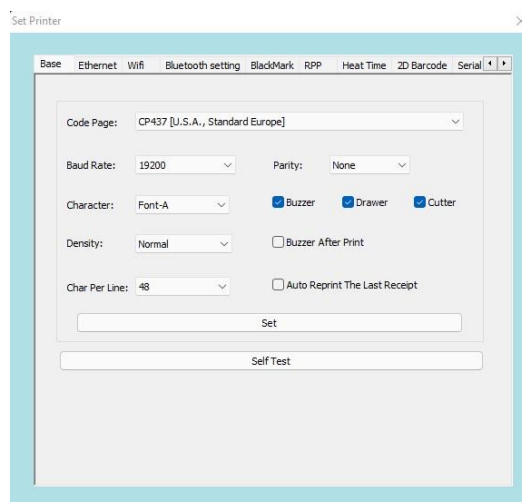 Set Printer
Base Ethernet Wifi Bluetooth setting BlackMark RPP Heat Time 2D Barcode Serial
Code Page: CP437 [U.S.A., Standard Europe]
Baud Rate: 19200 Parity: None
Character: Font-A Buzzer Drawer Cutter
Density: Normal Buzzer After Print
Char Per Line: 48 Auto Reprint The Last Receipt
Set
Self Test